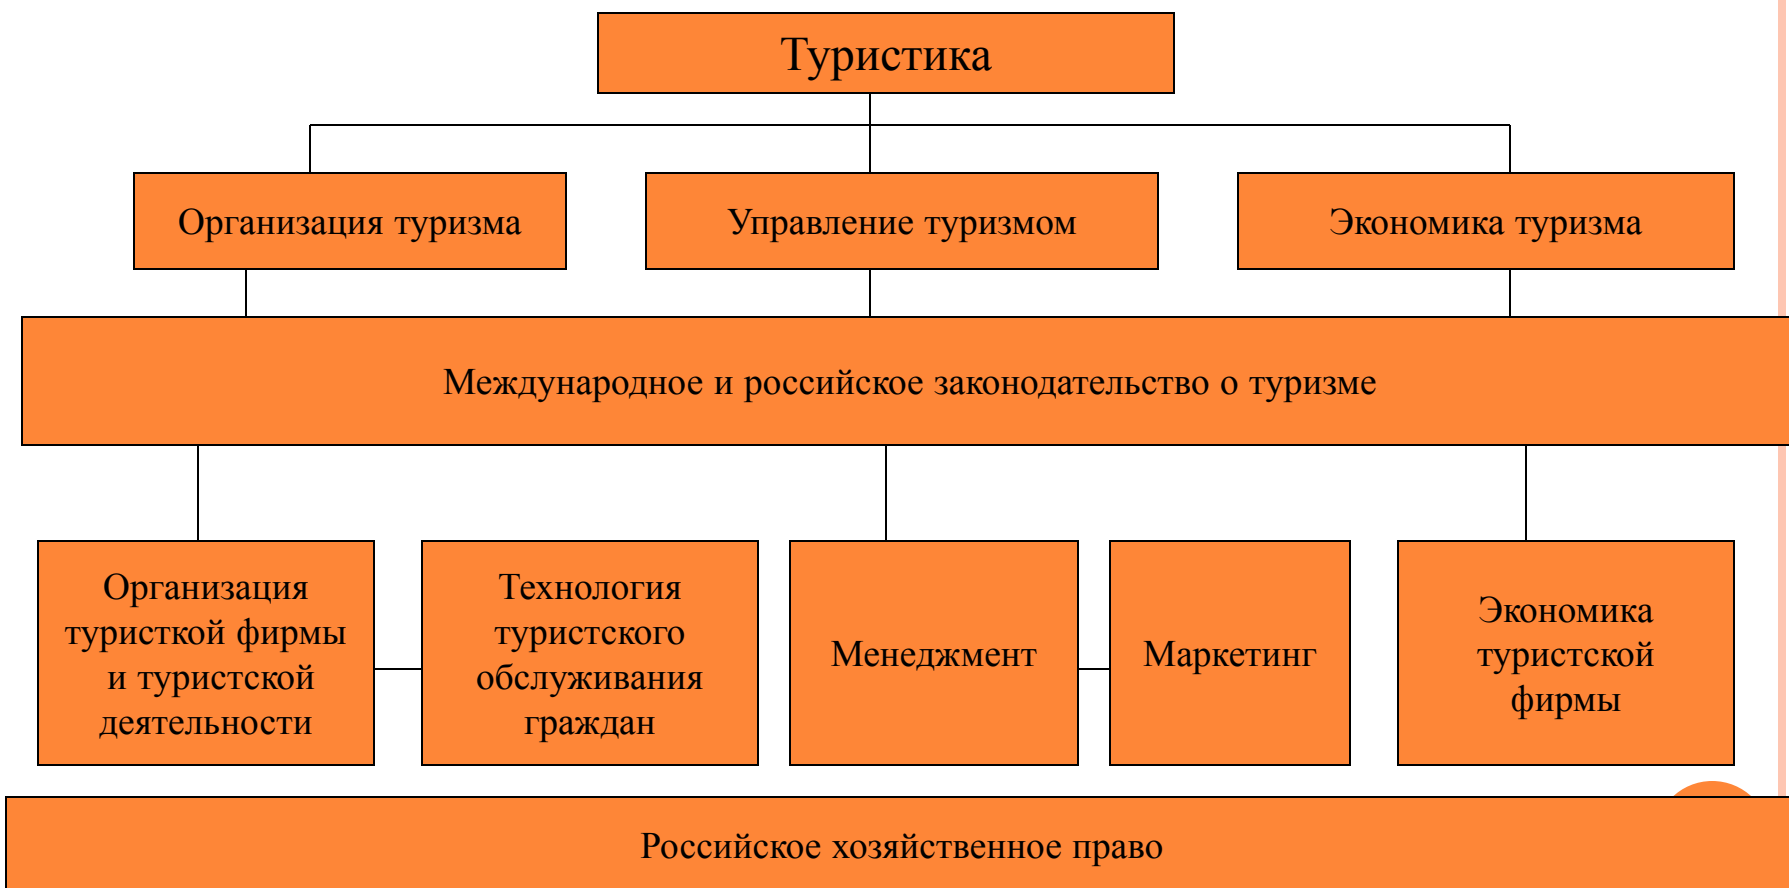 Туристика
Организация туризма
Управление туризмом
Экономика туризма
Международное и российское законодательство о туризме
Организация
туристкой фирмы
и туристской
деятельности
Технология
туристского
обслуживания
граждан
Менеджмент
Маркетинг
Экономика
туристской
фирмы
Российское хозяйственное право